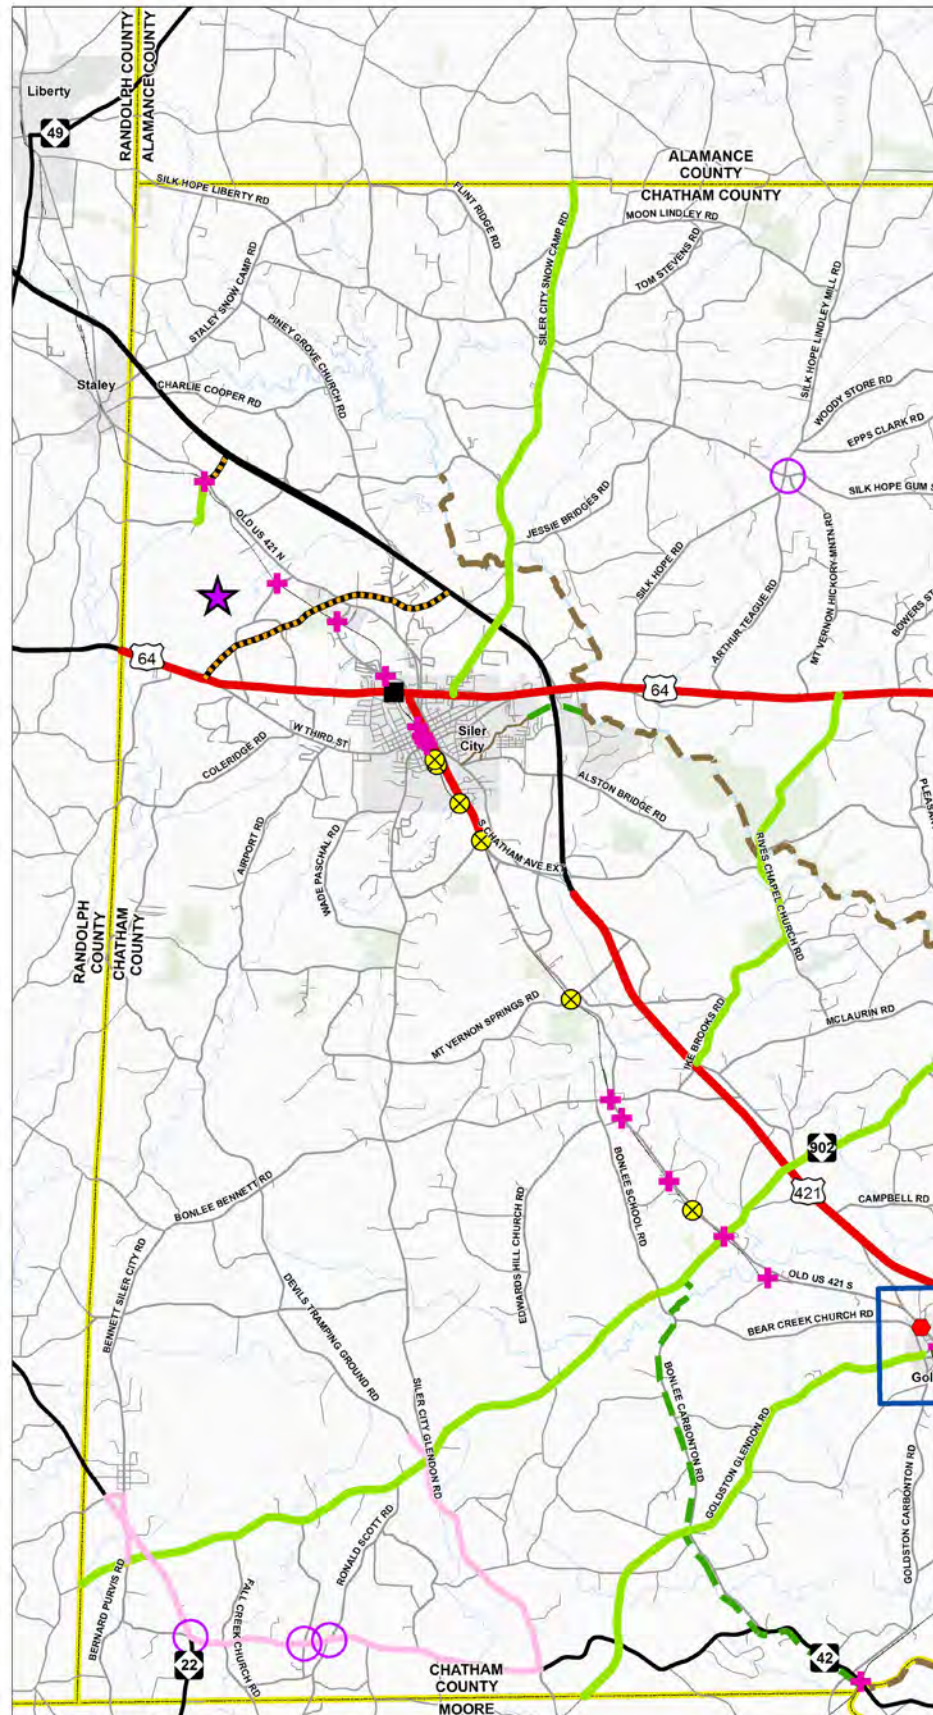 RANDOLPH COUNTY
ALAMANCE COUNTY
Liberty
49
ALAMANCE
COUNTY
CHATHAM COUNTY
SILK HOPE LIBERTY RD
FLINT RIDGE RD
MOON LINDLEY RD
SILER CITY SNOW CAMP RD
TOM STEVENS RD
STALEY SNOW CAMP RD
SILK HOPE LINDLEY MILL RD
PINEY GROVE CHURCH RD
Staley
CHARLIE COOPER RD
WOODY STORE RD
EPPS CLARK RD
SILK HOPE GUM S
JESSIE BRIDGES RD
OLD US 421 N
SILK HOPE RD
ARTHUR TEAGUE RD
MT VERNON HICKORY MNTN RD
BOWERS ST
64
64
W THIRD ST
Siler
City
COLERIDGE RD
ALSTON BRIDGE RD
PLEASANT
AIRPORT RD
WADE PASCHAL RD
S CHATHAM AVE EXT
RIVES CHAPEL CHURCH RD
RANDOLPH
COUNTY
CHATHAM
COUNTY
MT VERNON SPRINGS RD
IKE BROOKS RD
MCLAURIN RD
902
BONLEE BENNETT RD
BONLEE SCHOOL RD
421
CAMPBELL RD
EDWARDS HILL CHURCH RD
BENNETT SILER CITY RD
DEVILS TRAMPING GROUND RD
OLD US 421 S
BEAR CREEK CHURCH RD
Gol
SILER CITY GLENDON RD
BONLEE CARBONTON RD
GOLDSTON GLENDON RD
GOLDSTON CARBONTON RD
RONALD SCOTT RD
BERNARD PURVIS RD
FALL CREEK CHURCH RD
22
42
CHATHAM
COUNTY
MOORE